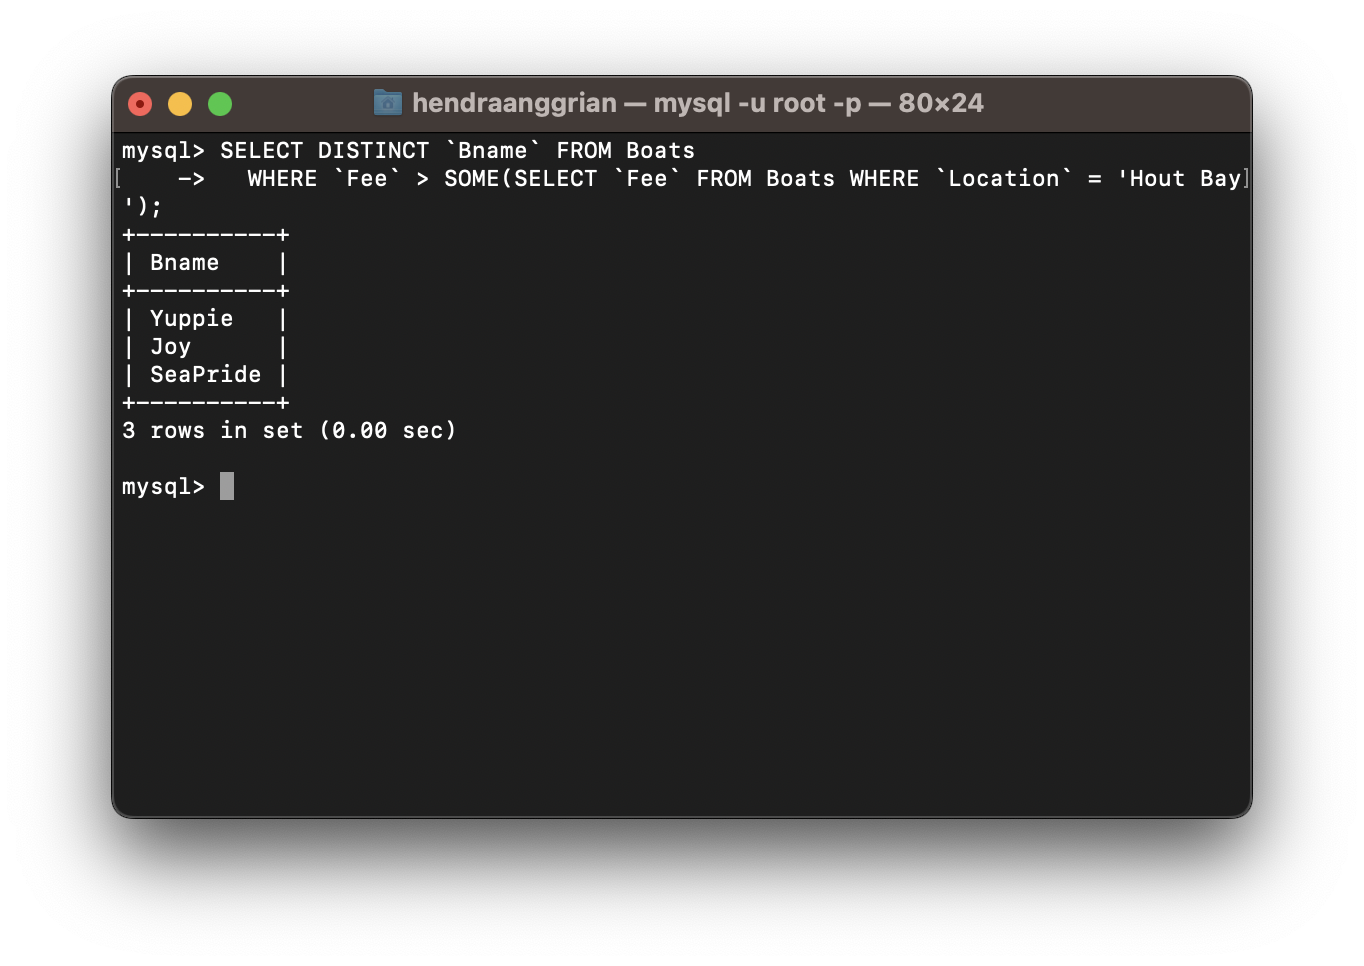 hendraanggrian — mysql -u root -p — 80×24
mysql> SELECT DISTINCT `Bname` FROM Boats
[    ->   WHERE `Fee` > SOME(SELECT `Fee` FROM Boats WHERE `Location` = 'Hout Bay]
');
+----------+
| Bname    |
+----------+
| Yuppie   |
| Joy      |
| SeaPride |
+----------+
3 rows in set (0.00 sec)
mysql>